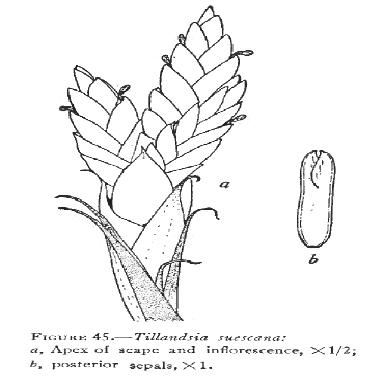 a
b
FIGURE 45.—Tillandsia suescana:
a, Apex of scape and inflorescence, ×1/2;
b, posterior sepals, ×1.